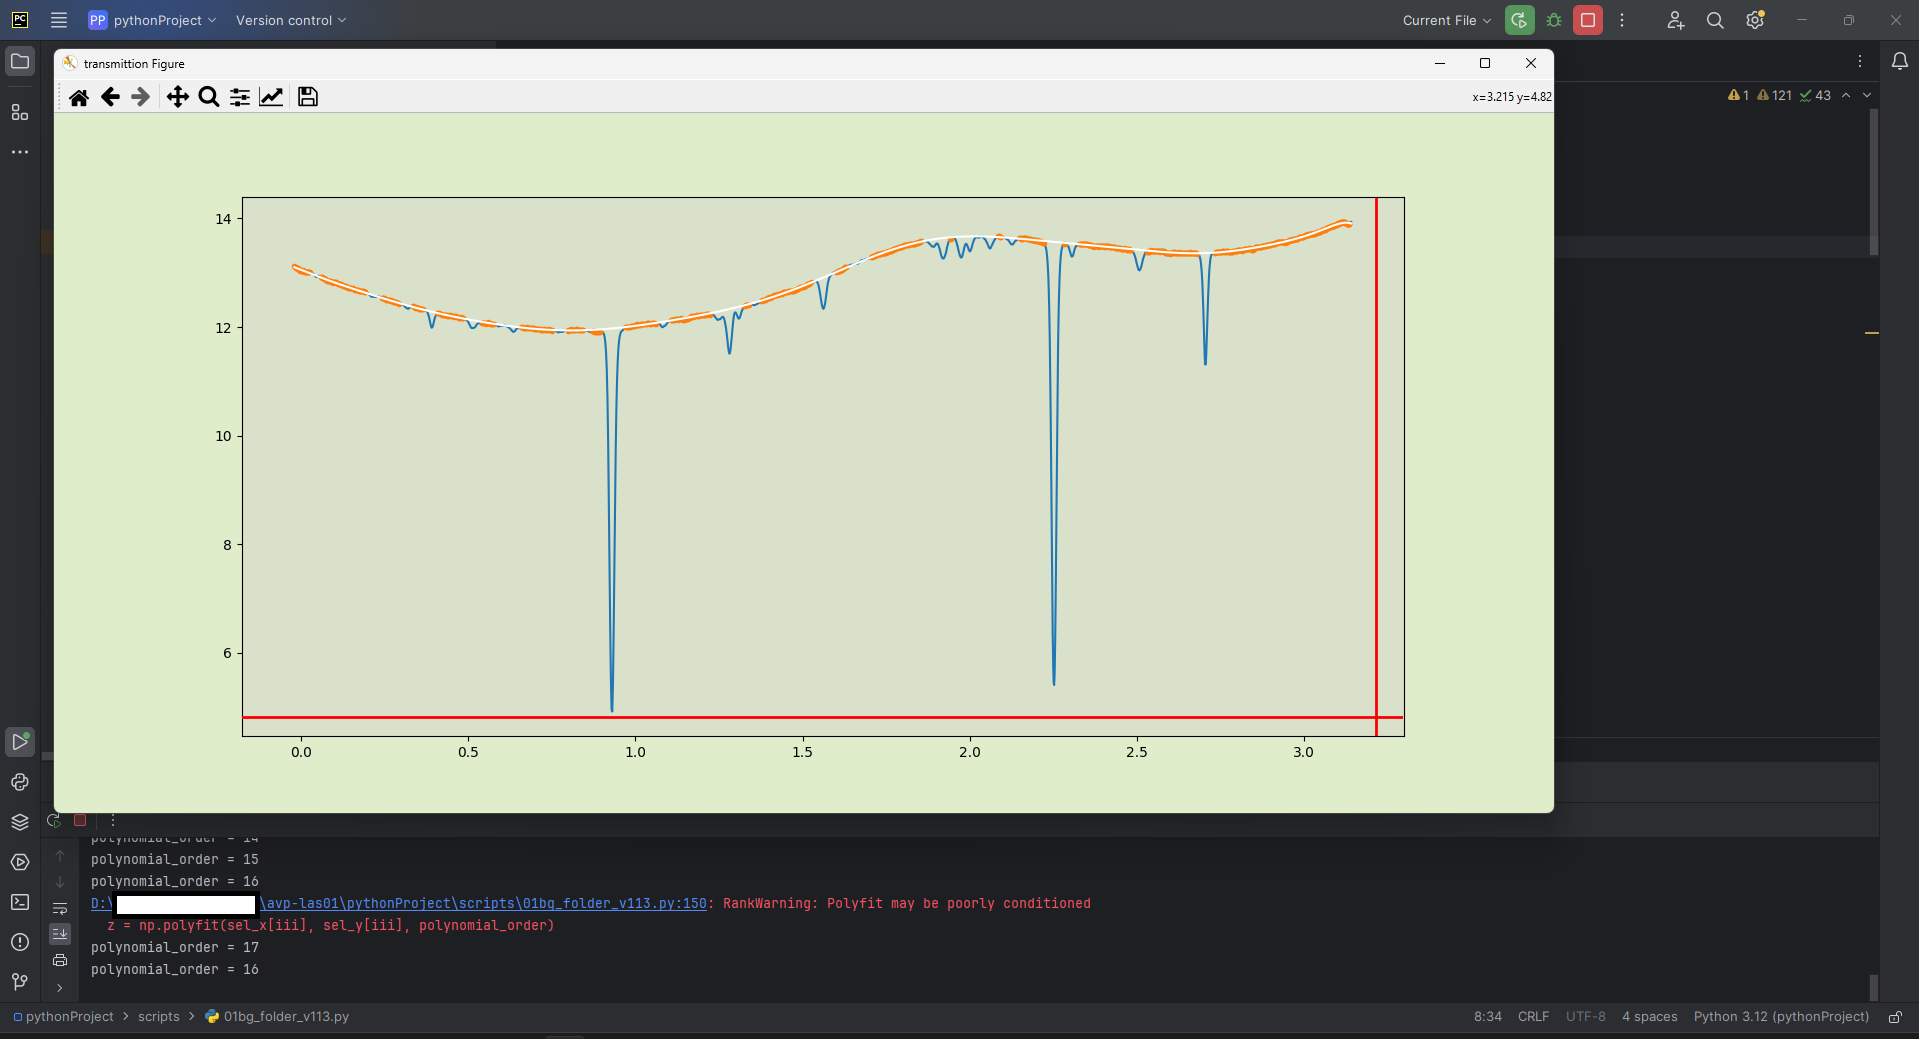 PC
PP pythonProject
Version control
Current File
transmittion Figure
x=3.215 y=4.82
1 121 43
14
12
10
8
6
0.0 0.5 1.0 1.5 2.0 2.5 3.0
polynomial_order = 14
polynomial_order = 15
polynomial_order = 16
D:\ \avp-las01\pythonProject\scripts\01bg_folder_v113.py:150: RankWarning: Polyfit may be poorly conditioned
z = np.polyfit(sel_x[iii], sel_y[iii], polynomial_order)
polynomial_order = 17
polynomial_order = 16
pythonProject > scripts > 01bg_folder_v113.py
8:34 CRLF UTF-8 4 spaces Python 3.12 (pythonProject)